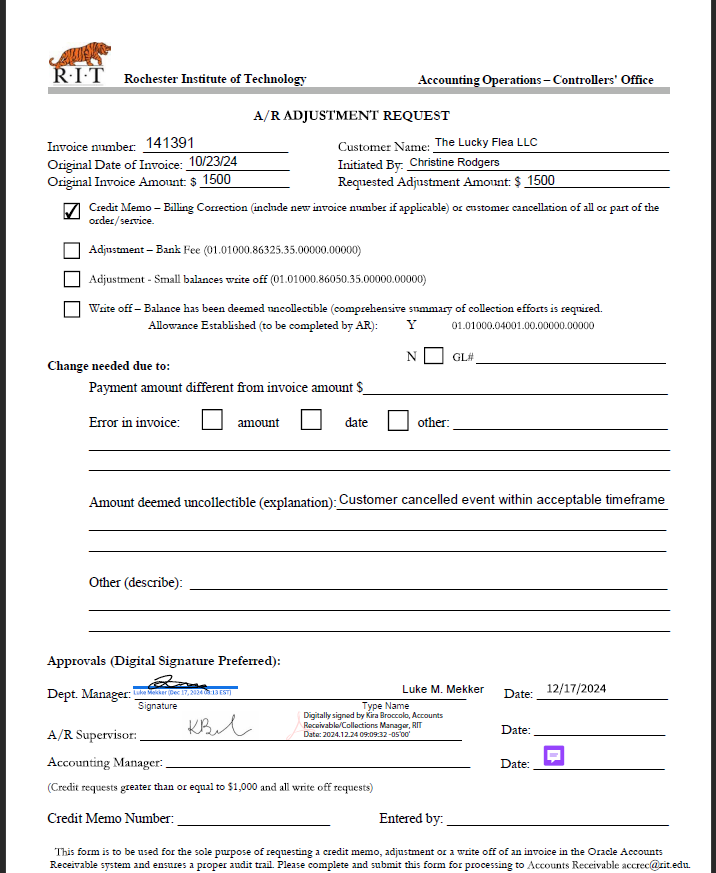 R·I·T Rochester Institute of Technology Accounting Operations – Controllers' Office
A/R ADJUSTMENT REQUEST
Invoice number: 141391 Customer Name: The Lucky Flea LLC
Original Date of Invoice: 10/23/24 Initiated By: Christine Rodgers
Original Invoice Amount: $ 1500 Requested Adjustment Amount: $ 1500
Credit Memo – Billing Correction (include new invoice number if applicable) or customer cancellation of all or part of the
order/service.
Adjustment – Bank Fee (01.01000.86325.35.00000.00000)
Adjustment - Small balances write off (01.01000.86050.35.00000.00000)
Write off – Balance has been deemed uncollectible (comprehensive summary of collection efforts is required.
Allowance Established (to be completed by AR): Y 01.01000.04001.00.00000.00000
N GL#
Change needed due to:
Payment amount different from invoice amount $
Error in invoice: amount date other:
Amount deemed uncollectible (explanation): Customer cancelled event within acceptable timeframe
Other (describe):
Approvals (Digital Signature Preferred):
Dept. Manager: Luke Mekker (Dec 17, 2024 08:13 EST) Luke M. Mekker Date: 12/17/2024
Signature Type Name
A/R Supervisor: Digitally signed by Kira Broccolo, Accounts
Receivable/Collections Manager, RIT
Date: 2024.12.24 09:09:32 -05'00' Date:
Accounting Manager: Date:
(Credit requests greater than or equal to $1,000 and all write off requests)
Credit Memo Number: Entered by:
This form is to be used for the sole purpose of requesting a credit memo, adjustment or a write off of an invoice in the Oracle Accounts
Receivable system and ensures a proper audit trail. Please complete and submit this form for processing to Accounts Receivable accrec@rit.edu.